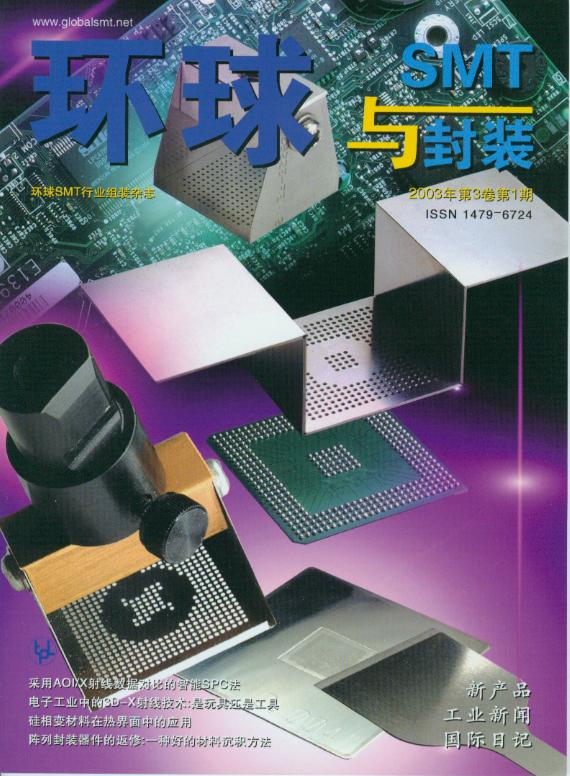 www.globalsmt.net
环球
SMT
与封装
环球SMT行业组装杂志
2003年第3卷第1期
ISSN 1479-6724
采用AOI/X射线数据对比的智能SPC法
电子工业中的3D-X射线技术:是玩具还是工具
硅相变材料在热界面中的应用
阵列封装器件的返修:一种好的材料沉积方法
新产品
工业新闻
国际日记